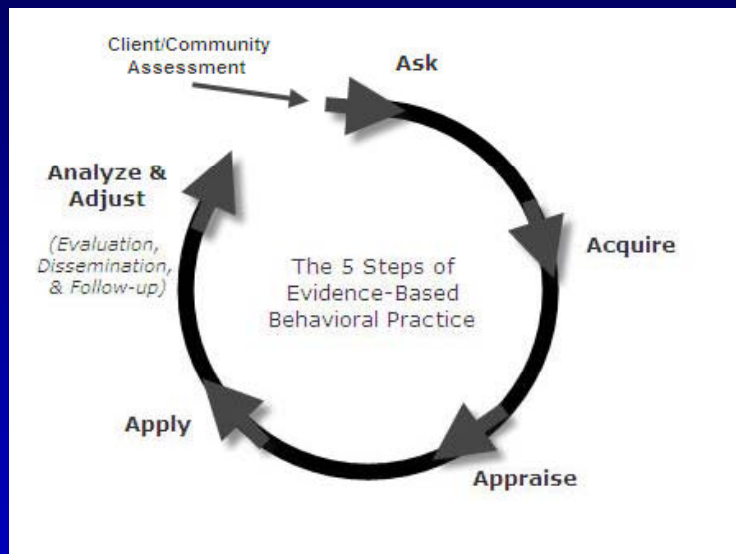 Client/Community
Assessment
Ask
Analyze &
Adjust
(Evaluation,
Dissemination,
& Follow-up)
Acquire
The 5 Steps of
Evidence-Based
Behavioral Practice
Apply
Appraise